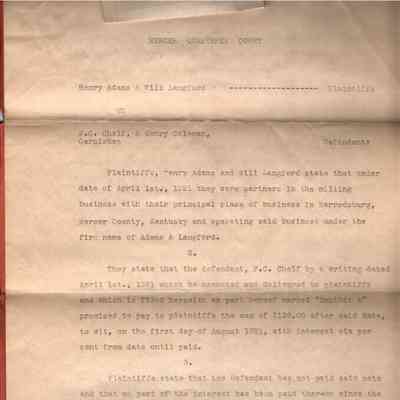 MERCER QUARTERLY COURT
Henry Adams & Will Langford -------------------- Plaintiffs
VS
F.C. Chelf, & Henry Coleman,
Garnishee Defendants
Plaintiffs, Henry Adams and Will Langford state that under
date of April 1st., 1921 they were partners in the milling
business with their principal place of business in Harrodsburg,
Mercer County, Kentucky and operating said business under the
firm name of Adams & Langford.
2.
They state that the defendant, F.C. Chelf by a writing dated
April 1st., 1921 which he executed and delivered to plaintiffs
and which is filed herewith as part hereof marked "Exhibit A"
promised to pay to plaintiffs the sum of $120.00 after said date,
to wit, on the first day of August 1921, with interest six per
cent from date until paid.
3.
Plaintiffs state that the defendant has not paid said note
and that no part of the interest has been paid thereon since the